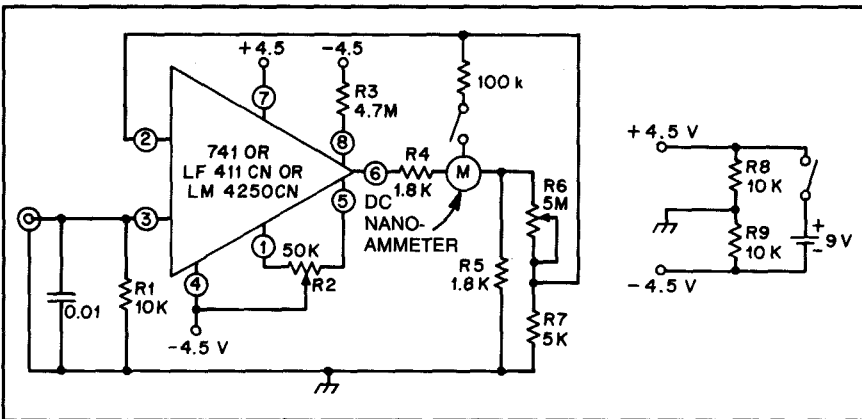 +4.5
-4.5
R3
4.7M
100 k
7
2
8
741 OR
LF 411 CN OR
LM 4250CN
6
R4
1.8K
M
5
DC
NANO-
AMMETER
R6
5M
3
1
50K
R2
4
R1
10K
0.01
-4.5 V
R5
1.8K
R7
5K
+4.5 V
R8
10K
R9
10K
+
9V
-
-4.5 V